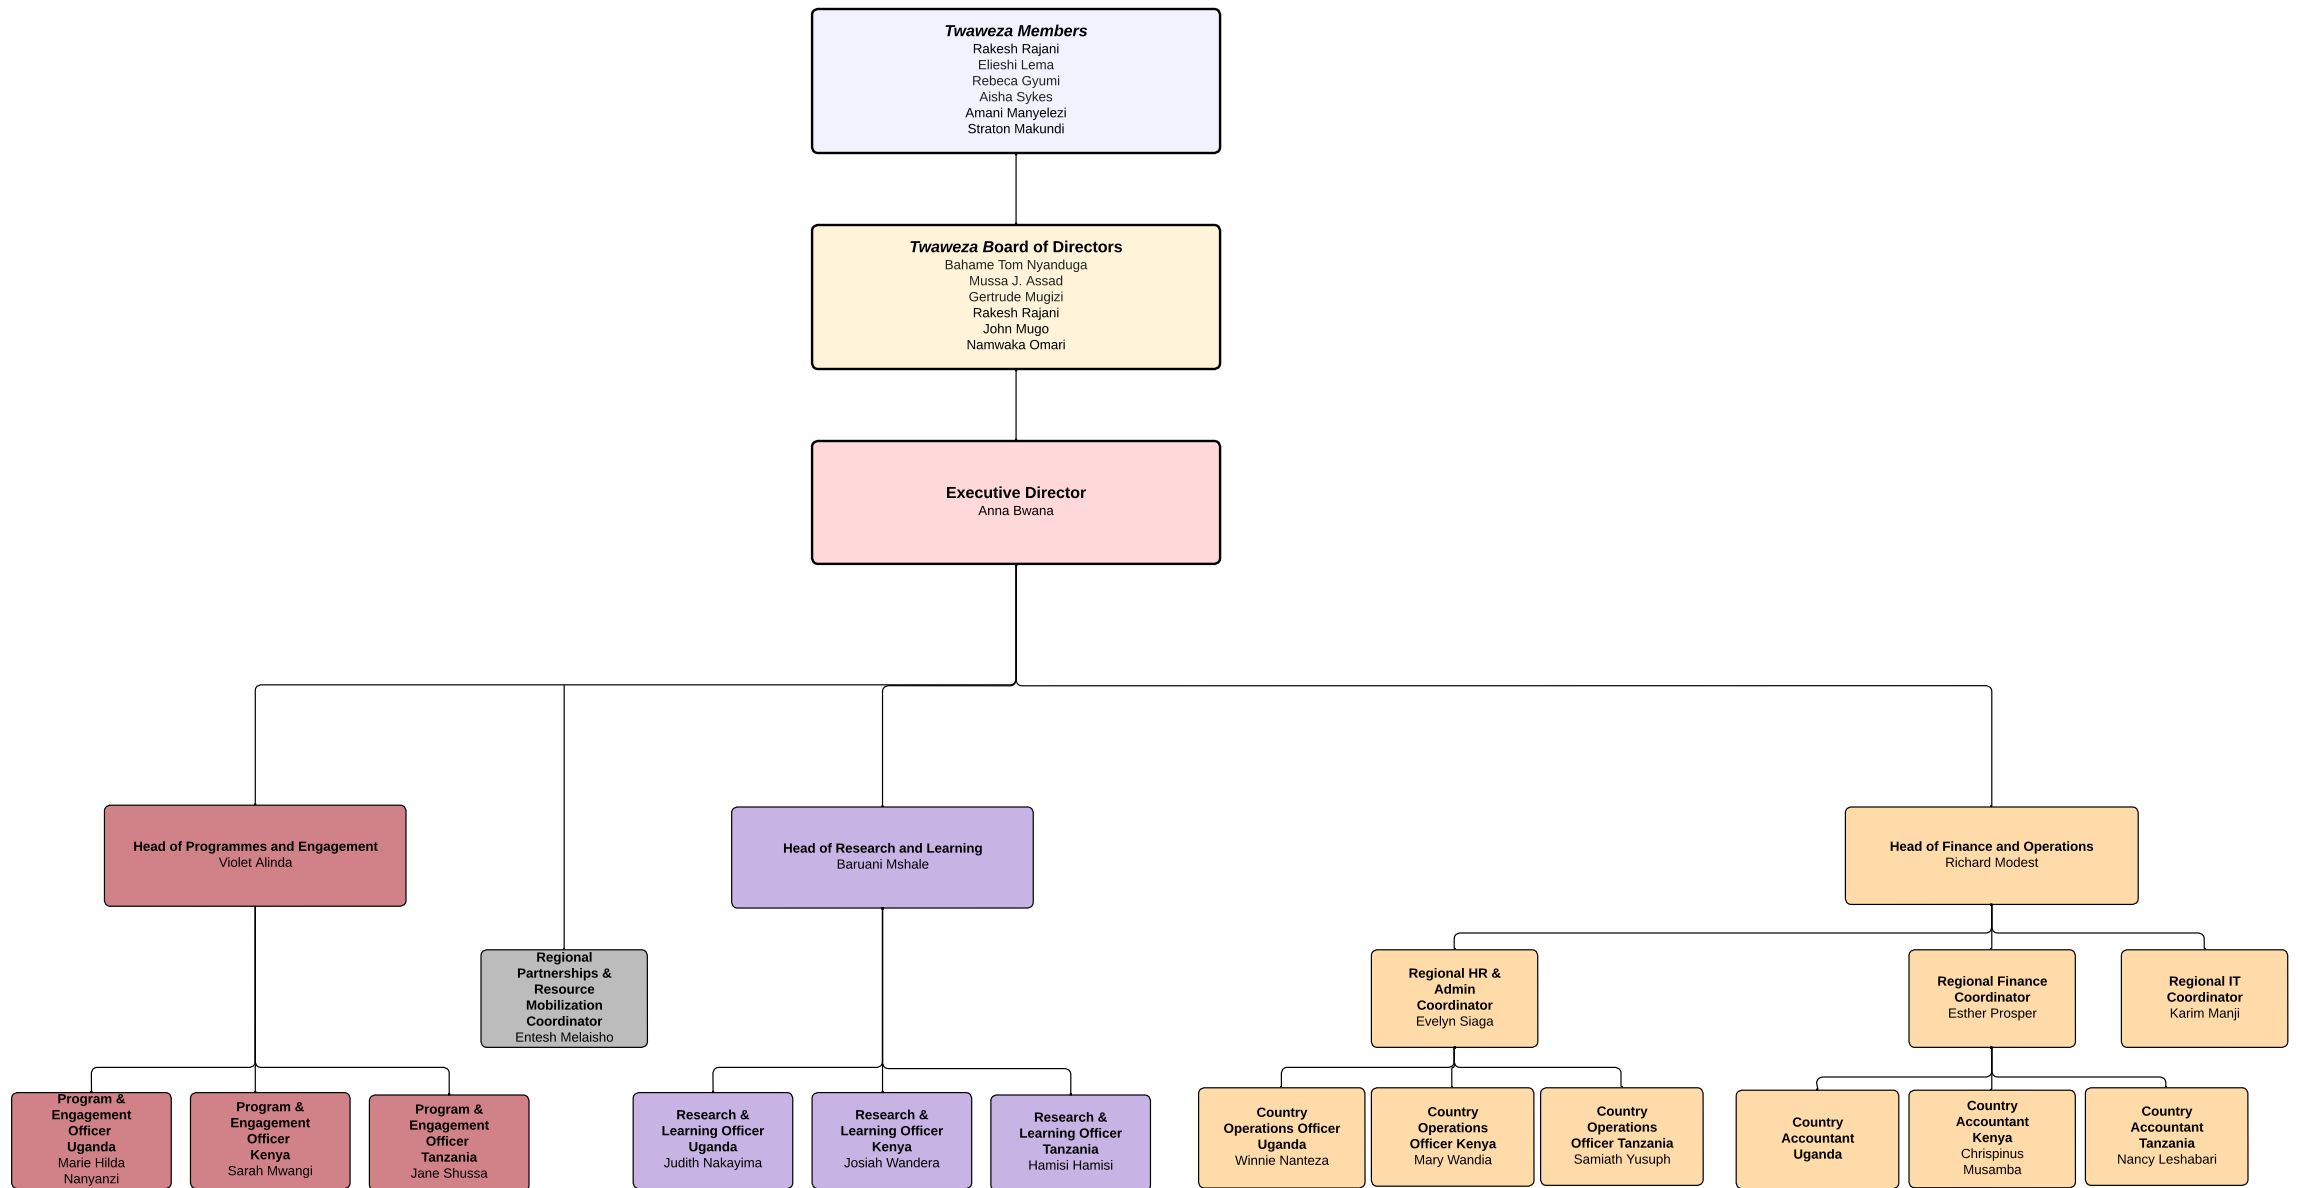 Twaweza Members
Rakesh Rajani
Elieshi Lema
Rebeca Gyumi
Aisha Sykes
Amani Manyelezi
Straton Makundi
Twaweza Board of Directors
Bahame Tom Nyanduga
Mussa J. Assad
Gertrude Mugizi
Rakesh Rajani
John Mugo
Namwaka Omari
Executive Director
Anna Bwana
Head of Programmes and Engagement
Violet Alinda
Head of Research and Learning
Baruani Mshale
Head of Finance and Operations
Richard Modest
Regional
Partnerships &
Resource
Mobilization
Coordinator
Entesh Melaisho
Regional HR &
Admin
Coordinator
Evelyn Siaga
Regional Finance
Coordinator
Esther Prosper
Regional IT
Coordinator
Karim Manji
Program &
Engagement
Officer
Uganda
Marie Hilda
Nanyanzi
Program &
Engagement
Officer
Kenya
Sarah Mwangi
Program &
Engagement
Officer
Tanzania
Jane Shussa
Research &
Learning Officer
Uganda
Judith Nakayima
Research &
Learning Officer
Kenya
Josiah Wandera
Research &
Learning Officer
Tanzania
Hamisi Hamisi
Country
Operations Officer
Uganda
Winnie Nanteza
Country
Operations
Officer Kenya
Mary Wandia
Country
Operations
Officer Tanzania
Samiath Yusuph
Country
Accountant
Uganda
Country
Accountant
Kenya
Chrispinus
Musamba
Country
Accountant
Tanzania
Nancy Leshabari